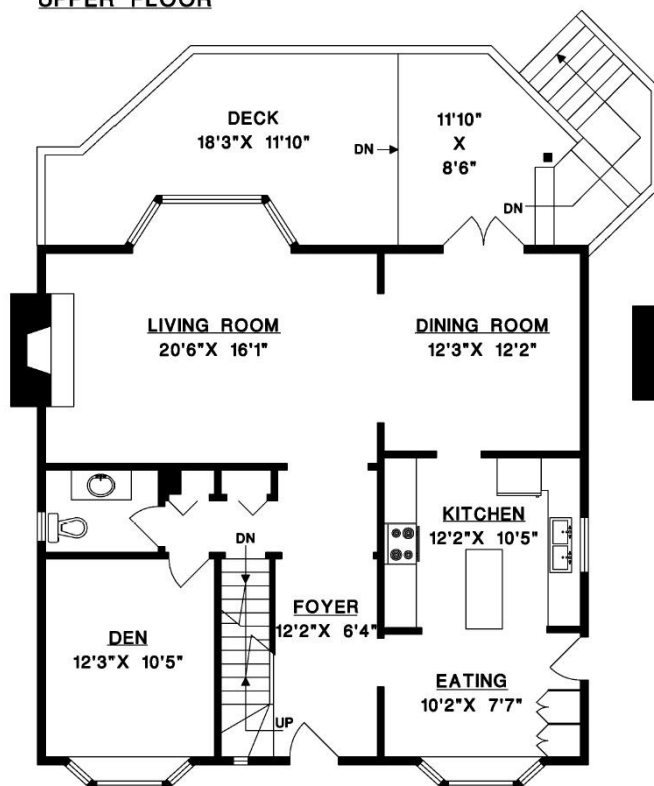 UPPER FLOOR
DECK
18'3"X 11'10"
DN
11'10"
X
8'6"
DN
LIVING ROOM
20'6"X 16'1"
DINING ROOM
12'3"X 12'2"
KITCHEN
12'2"X 10'5"
DN
FOYER
12'2"X 6'4"
DEN
12'3"X 10'5"
EATING
10'2"X 7'7"
UP